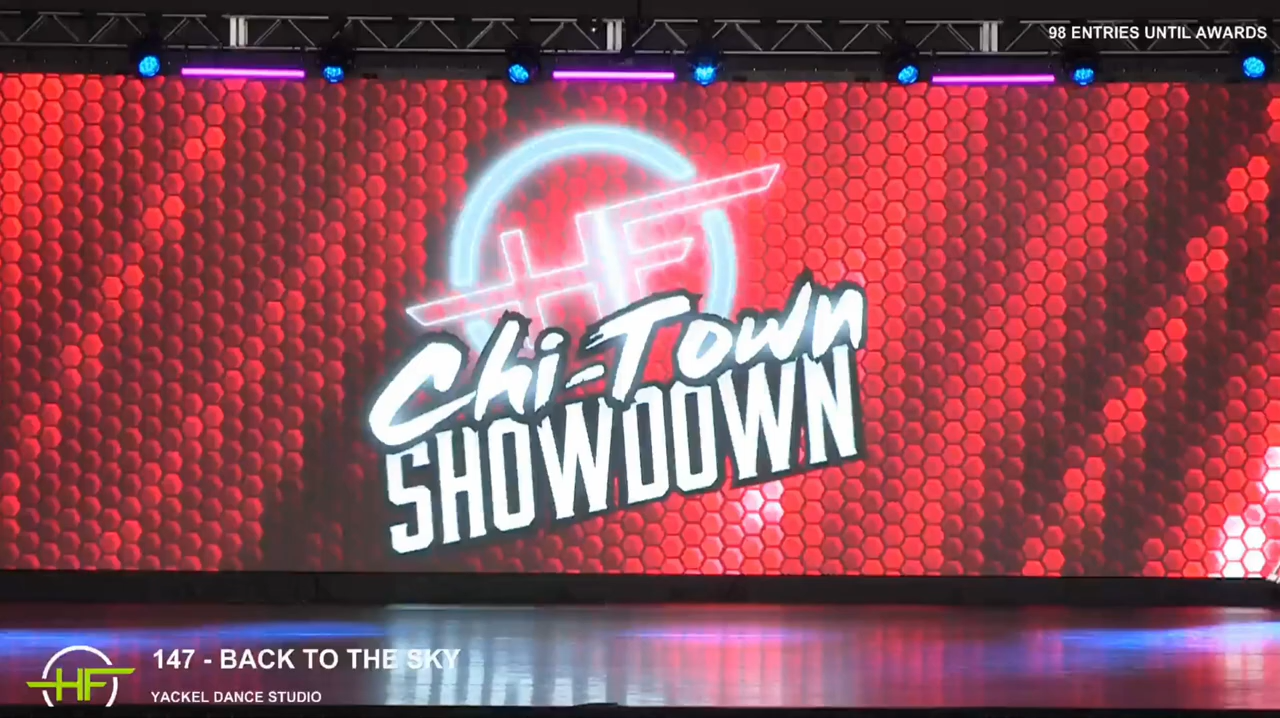 98 ENTRIES UNTIL AWARDS
HF
Chi-Town
SHOWDOWN
147 - BACK TO THE SKY
HF
YACKEL DANCE STUDIO